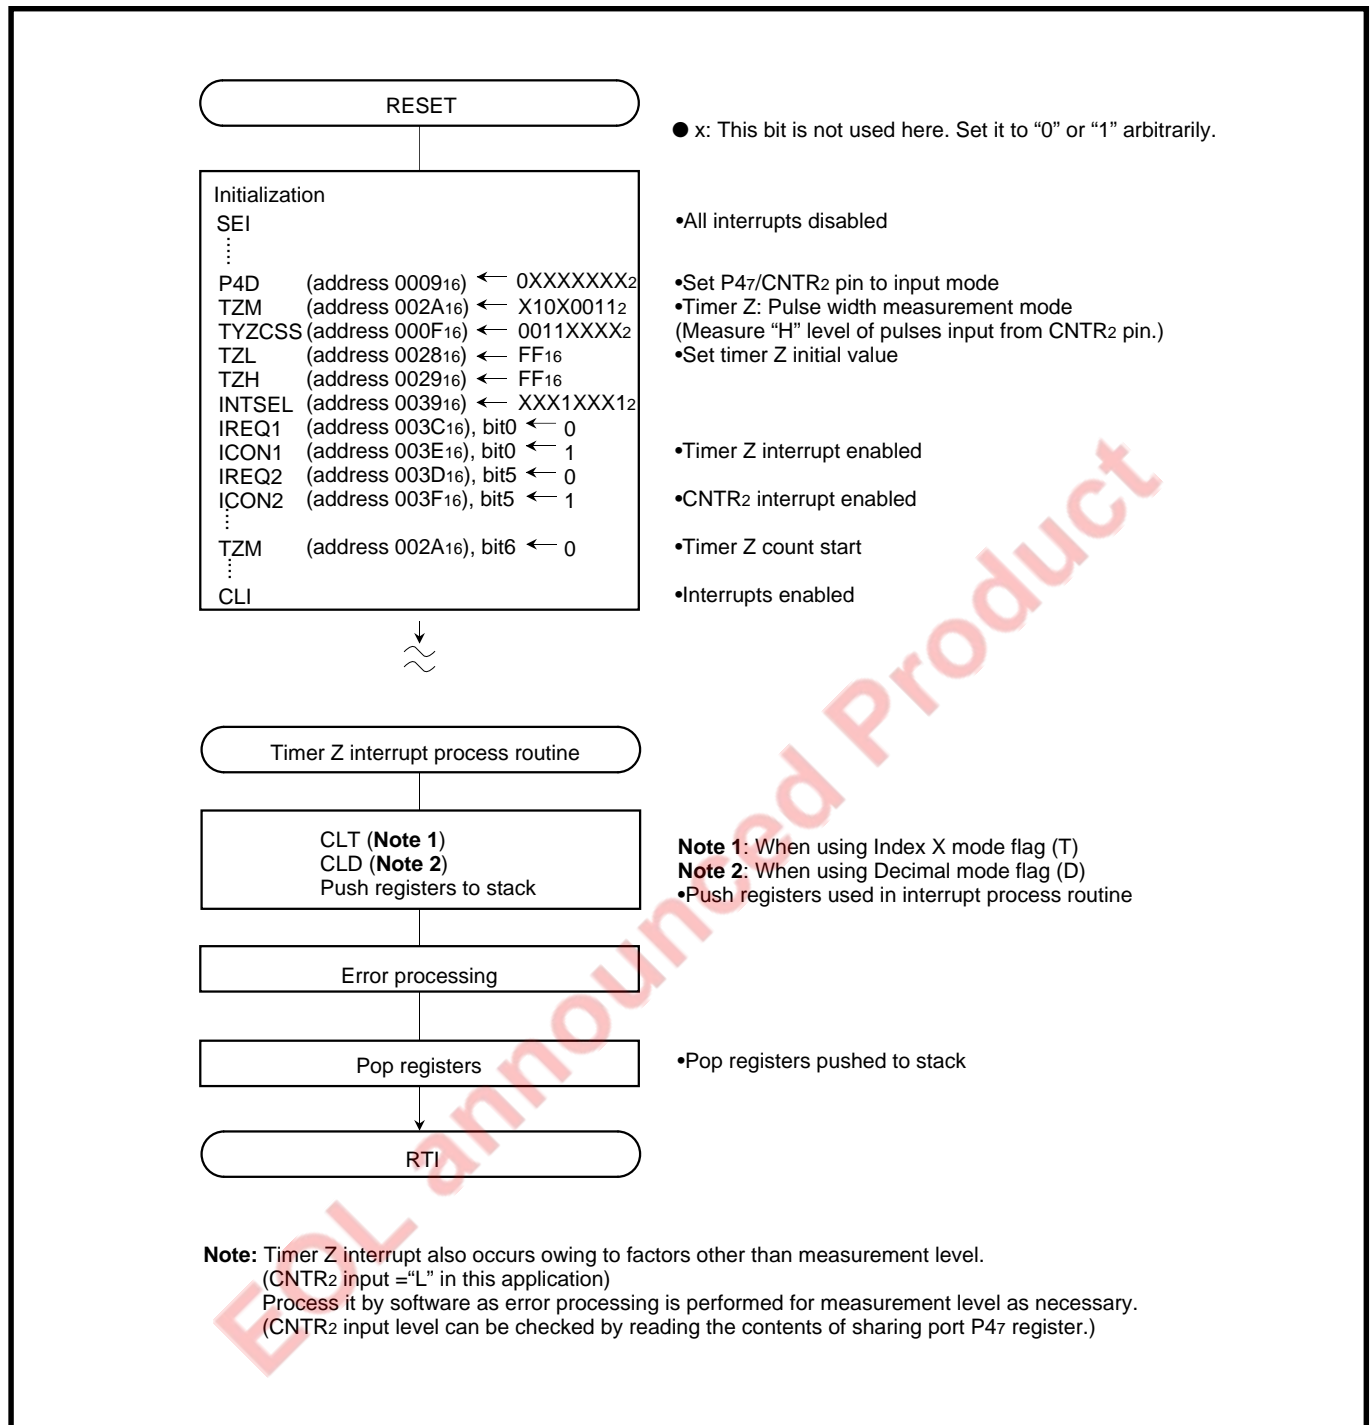 RESET
● x: This bit is not used here. Set it to “0” or “1” arbitrarily.
Initialization
SEI •All interrupts disabled
P4D (address 000916) ← 0XXXXXXX2 •Set P47/CNTR2 pin to input mode
TZM (address 002A16) ← X10X00112 •Timer Z: Pulse width measurement mode
TYZCSS (address 000F16) ← 0011XXXX2 (Measure “H” level of pulses input from CNTR2 pin.)
TZL (address 002816) ← FF16 •Set timer Z initial value
TZH (address 002916) ← FF16
INTSEL (address 003916) ← XXX1XXX12
IREQ1 (address 003C16), bit0 ← 0
ICON1 (address 003E16), bit0 ← 1 •Timer Z interrupt enabled
IREQ2 (address 003D16), bit5 ← 0
ICON2 (address 003F16), bit5 ← 1 •CNTR2 interrupt enabled
TZM (address 002A16), bit6 ← 0 •Timer Z count start
CLI •Interrupts enabled
Timer Z interrupt process routine
CLT (Note 1) Note 1: When using Index X mode flag (T)
CLD (Note 2) Note 2: When using Decimal mode flag (D)
Push registers to stack •Push registers used in interrupt process routine
Error processing
Pop registers •Pop registers pushed to stack
RTI
Note: Timer Z interrupt also occurs owing to factors other than measurement level.
(CNTR2 input =“L” in this application)
Process it by software as error processing is performed for measurement level as necessary.
(CNTR2 input level can be checked by reading the contents of sharing port P47 register.)
EOL announced Product